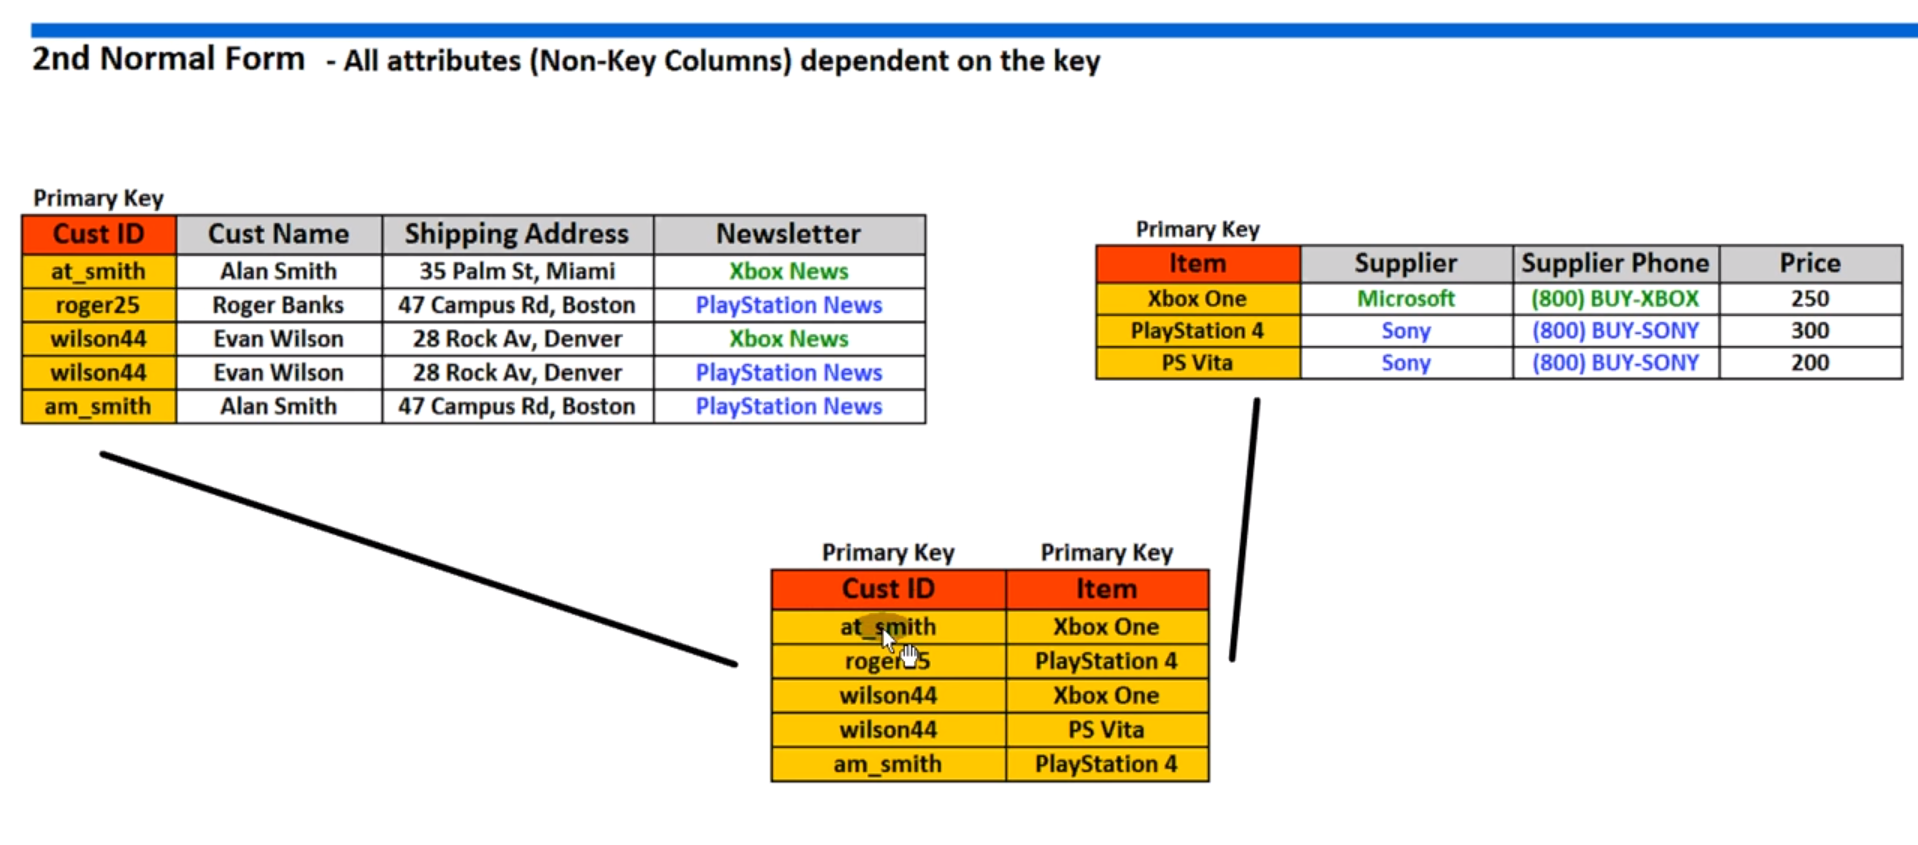 2nd Normal Form - All attributes (Non-Key Columns) dependent on the key
Primary Key
Cust ID Cust Name Shipping Address Newsletter
at_smith Alan Smith 35 Palm St, Miami Xbox News
roger25 Roger Banks 47 Campus Rd, Boston PlayStation News
wilson44 Evan Wilson 28 Rock Av, Denver Xbox News
wilson44 Evan Wilson 28 Rock Av, Denver PlayStation News
am_smith Alan Smith 47 Campus Rd, Boston PlayStation News
Primary Key
Item Supplier Supplier Phone Price
Xbox One Microsoft (800) BUY-XBOX 250
PlayStation 4 Sony (800) BUY-SONY 300
PS Vita Sony (800) BUY-SONY 200
Primary Key Primary Key
Cust ID Item
at_smith Xbox One
roger25 PlayStation 4
wilson44 Xbox One
wilson44 PS Vita
am_smith PlayStation 4